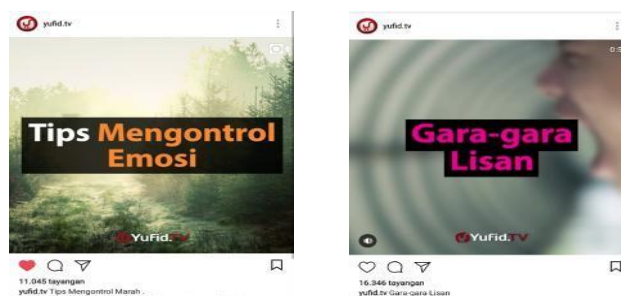 yufid.tv
Tips Mengontrol
Emosi
YUFID.TV
11.045 tayangan
yufid.tv Tips Mengontrol Marah .
yufid.tv
Gara-gara
Lisan
YUFID.TV
16.346 tayangan
yufid.tv Gara-gara Lisan